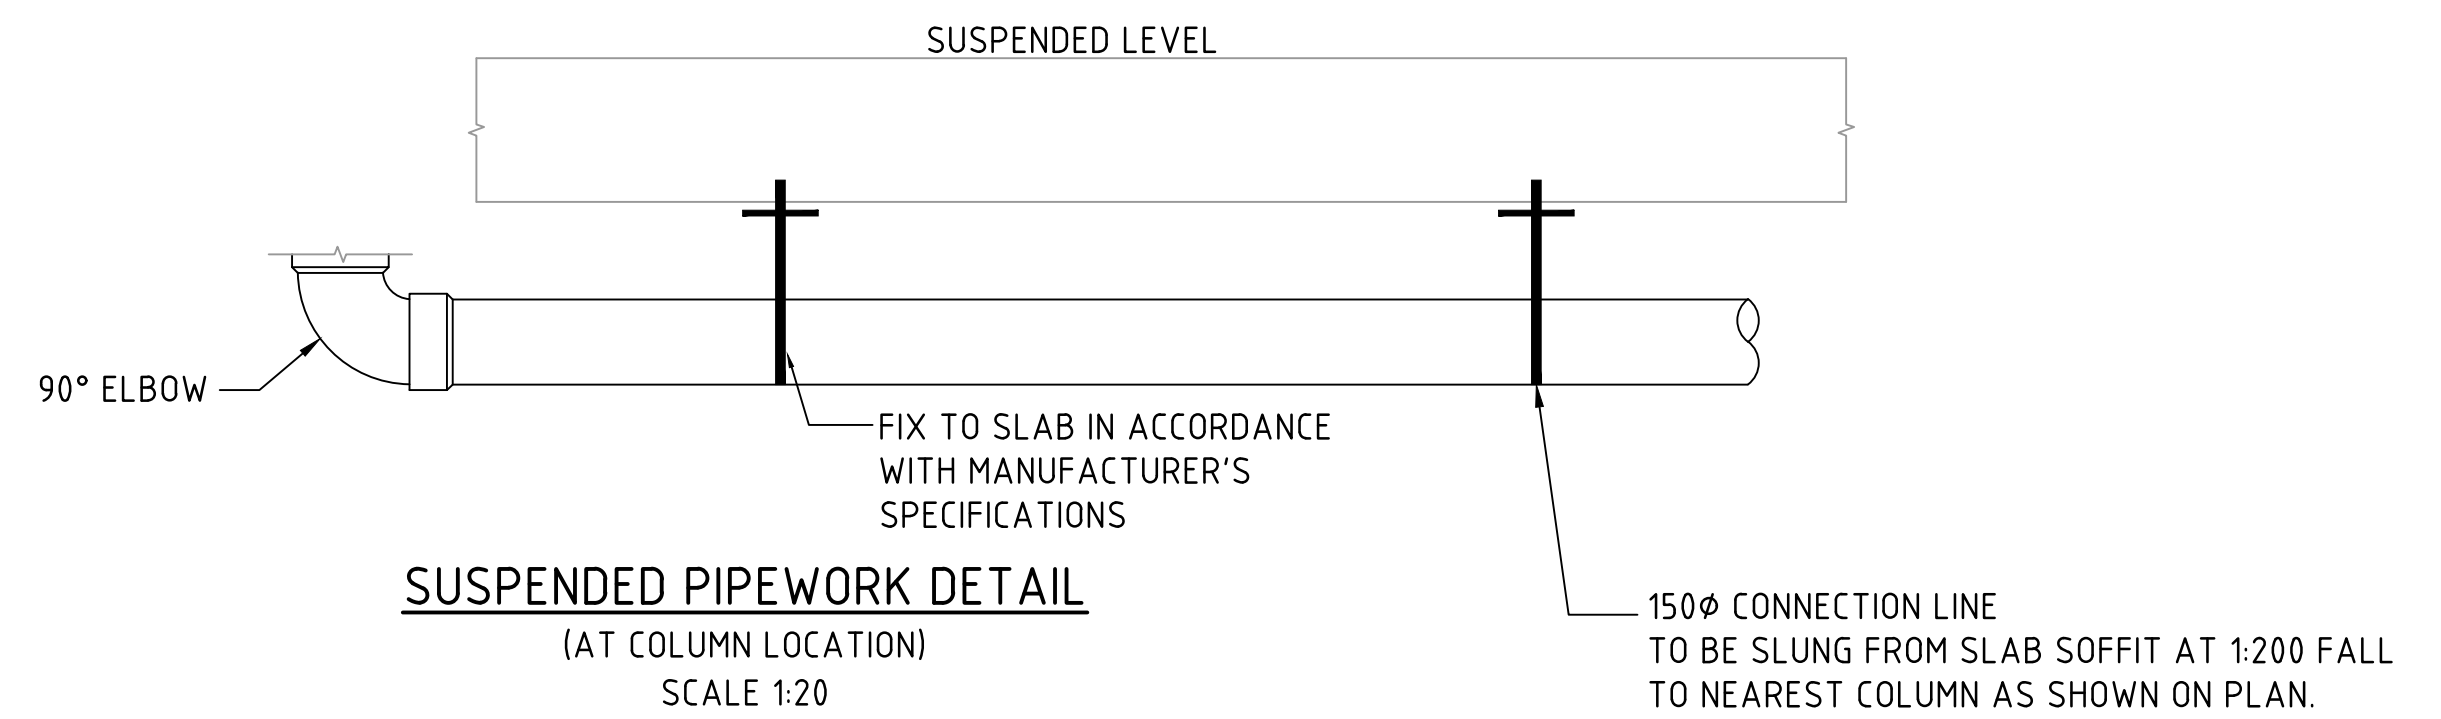 SUSPENDED LEVEL
90° ELBOW
FIX TO SLAB IN ACCORDANCE
WITH MANUFACTURER'S
SPECIFICATIONS
SUSPENDED PIPEWORK DETAIL
(AT COLUMN LOCATION)
SCALE 1:20
150Ø CONNECTION LINE
TO BE SLUNG FROM SLAB SOFFIT AT 1:200 FALL
TO NEAREST COLUMN AS SHOWN ON PLAN.